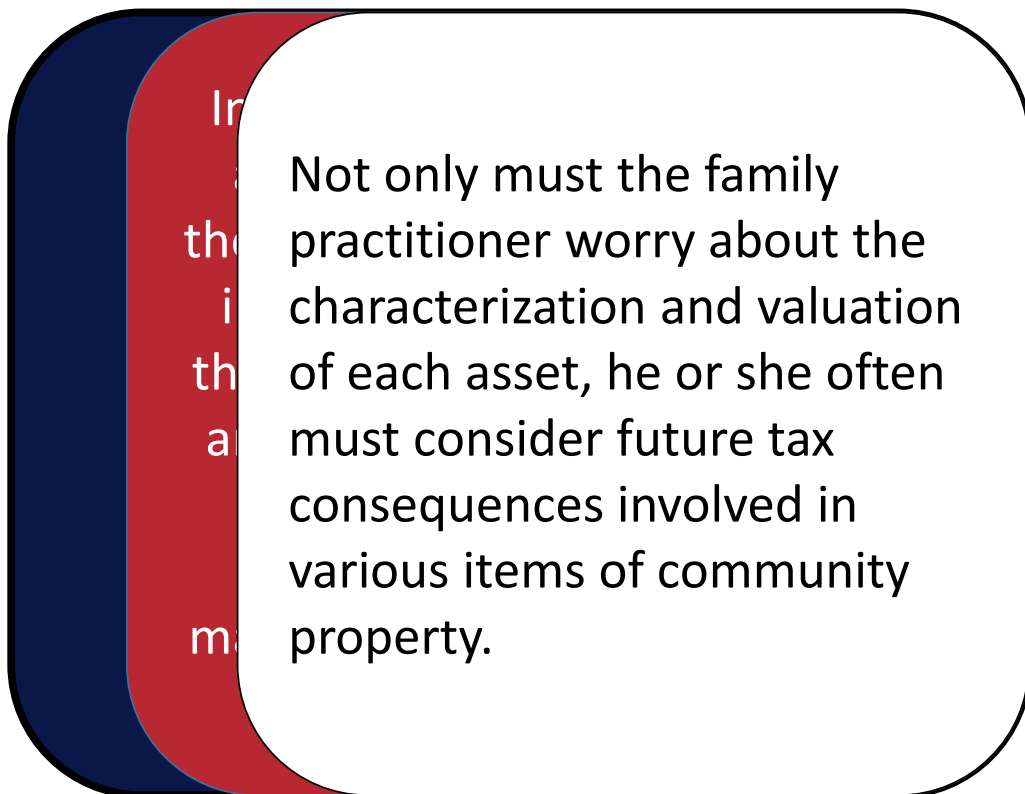 Not only must the family
practitioner worry about the
characterization and valuation
of each asset, he or she often
must consider future tax
consequences involved in
various items of community
property.